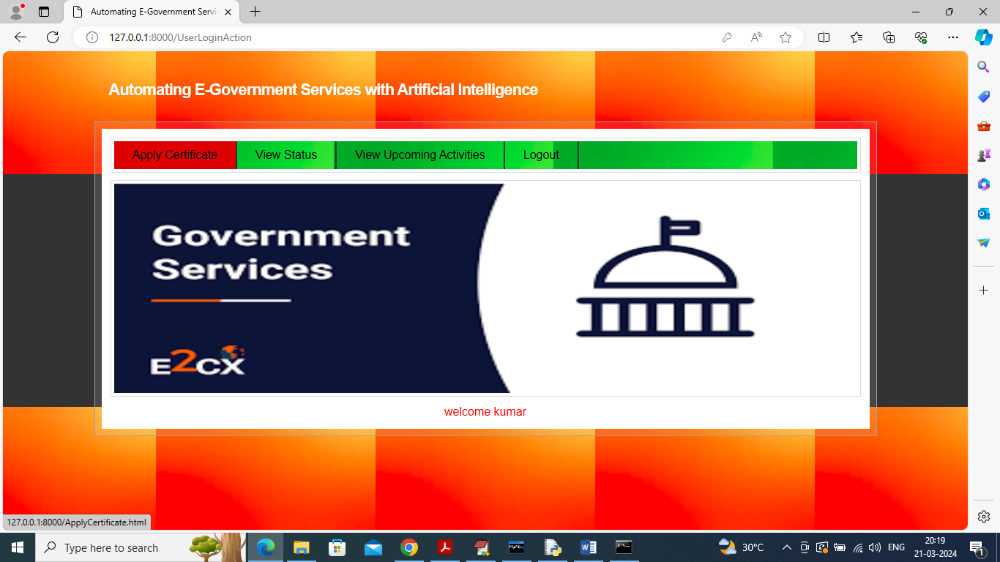 Automating E-Government Servic
127.0.0.1:8000/UserLoginAction
Automating E-Government Services with Artificial Intelligence
Apply Certificate View Status View Upcoming Activities Logout
Government
Services
E2CX
welcome kumar
127.0.0.1:8000/ApplyCertificate.html
Type here to search
30°C
ENG
20:19
21-03-2024
1